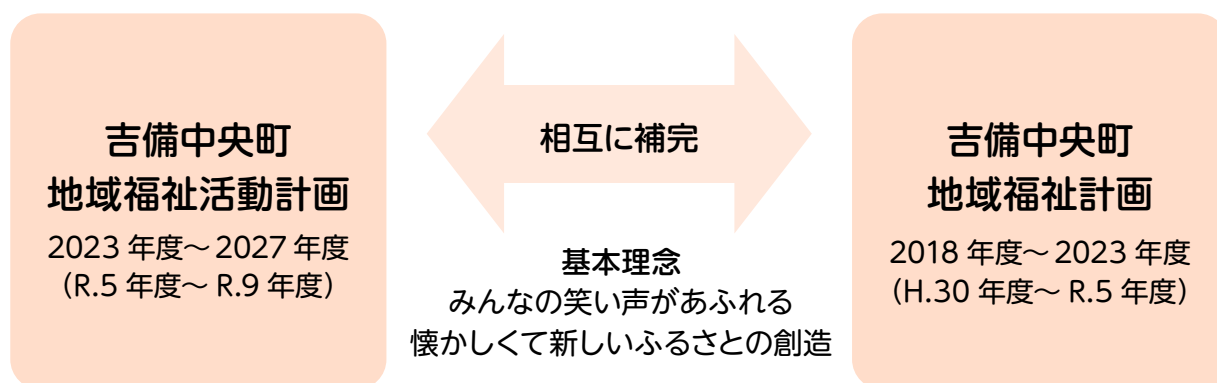 吉備中央町
地域福祉活動計画
2023 年度～ 2027 年度
（R.5 年度～ R.9 年度）
相互に補完
基本理念
みんなの笑い声があふれる
懐かしくて新しいふるさとの創造
吉備中央町
地域福祉計画
2018 年度～ 2023 年度
（H.30 年度～ R.5 年度）